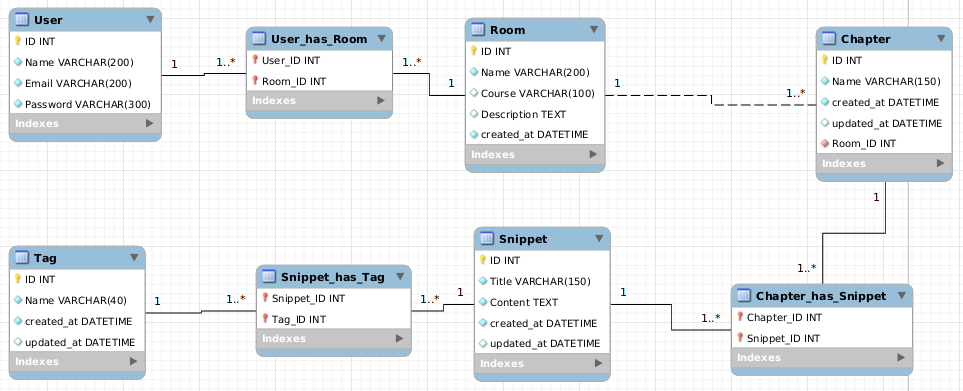 User
ID INT
Name VARCHAR(200)
Email VARCHAR(200)
Password VARCHAR(300)
Indexes
1
1..*
User_has_Room
User_ID INT
Room_ID INT
Indexes
1..*
1
Room
ID INT
Name VARCHAR(200)
Course VARCHAR(100)
Description TEXT
created_at DATETIME
Indexes
1
1..*
Chapter
ID INT
Name VARCHAR(150)
created_at DATETIME
updated_at DATETIME
Room_ID INT
Indexes
1
1..*
Tag
ID INT
Name VARCHAR(40)
created_at DATETIME
updated_at DATETIME
Indexes
1
1..*
Snippet_has_Tag
Snippet_ID INT
Tag_ID INT
Indexes
1..*
1
Snippet
ID INT
Title VARCHAR(150)
Content TEXT
created_at DATETIME
updated_at DATETIME
Indexes
1
1..*
Chapter_has_Snippet
Chapter_ID INT
Snippet_ID INT
Indexes